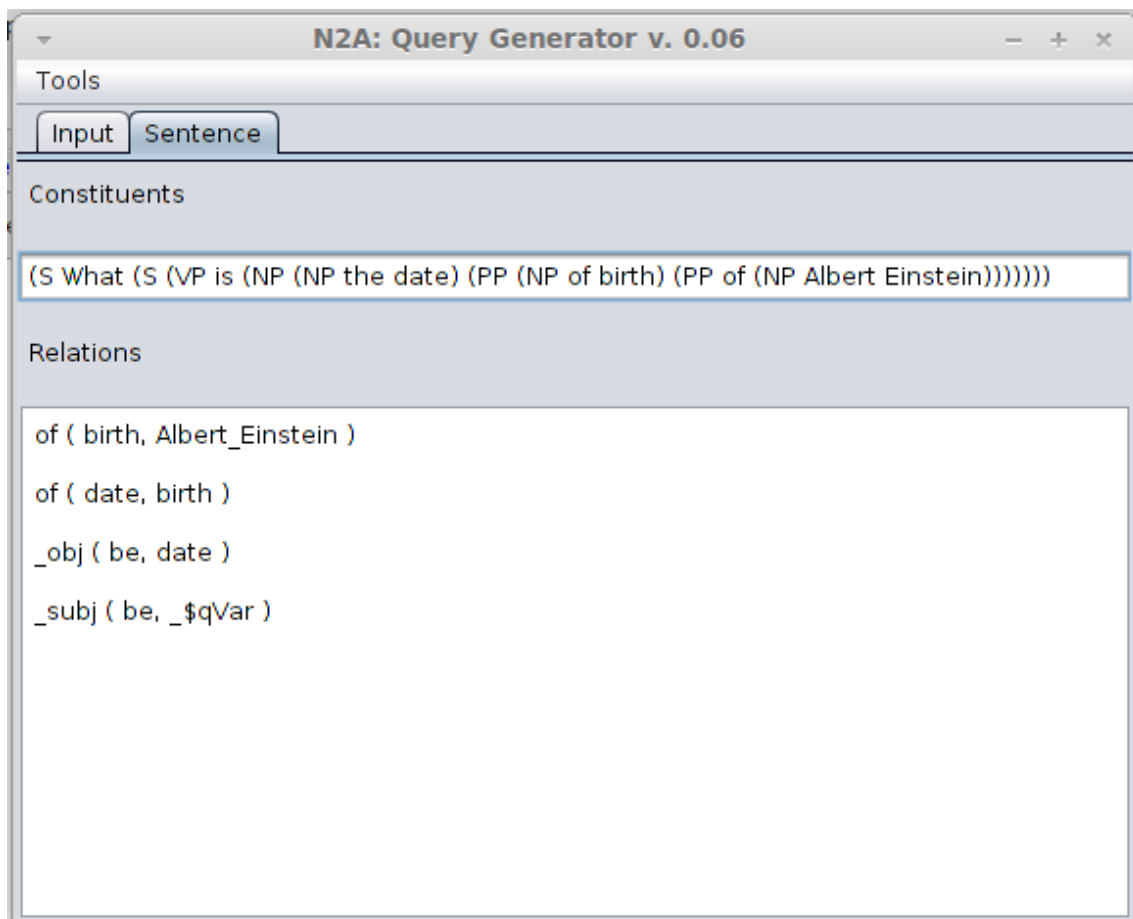 N2A: Query Generator v. 0.06
Tools
Input Sentence
Constituents
(S What (S (VP is (NP (NP the date) (PP (NP of birth) (PP of (NP Albert Einstein)))))))
Relations
of ( birth, Albert_Einstein )
of ( date, birth )
_obj ( be, date )
_subj ( be, _$qVar )